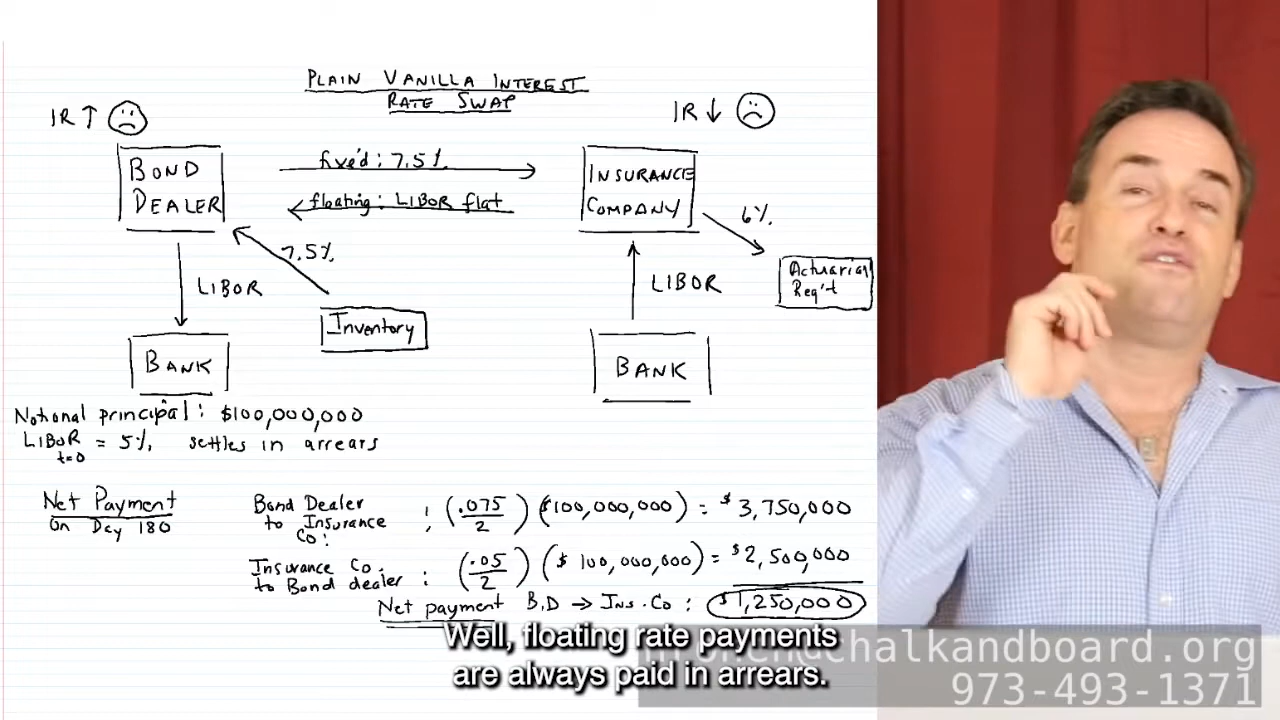 PLAIN VANILLA INTEREST
RATE SWAP
IR ↑
IR ↓
BOND
DEALER
fixed: 7.5%
floating: LIBOR flat
INSURANCE
COMPANY
6%
Actuarial
Req't
7.5%
LIBOR
LIBOR
Inventory
BANK
BANK
Notional principal: $100,000,000
LIBOR t=0 = 5% settles in arrears
Net Payment
On Day 180
Bond Dealer
to Insurance
Co:
: (.075/2) ($100,000,000) = $3,750,000
Insurance Co.
to Bond dealer : (.05/2) ($100,000,000) = $2,500,000
Net payment B.D → Ins. Co: $1,250,000
Well, floating rate payments
are always paid in arrears.
chalkandboard.org
973-493-1371